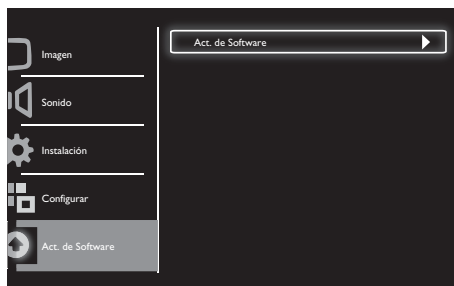 Imagen
Sonido
Instalación
Configurar
Act. de Software
Act. de Software